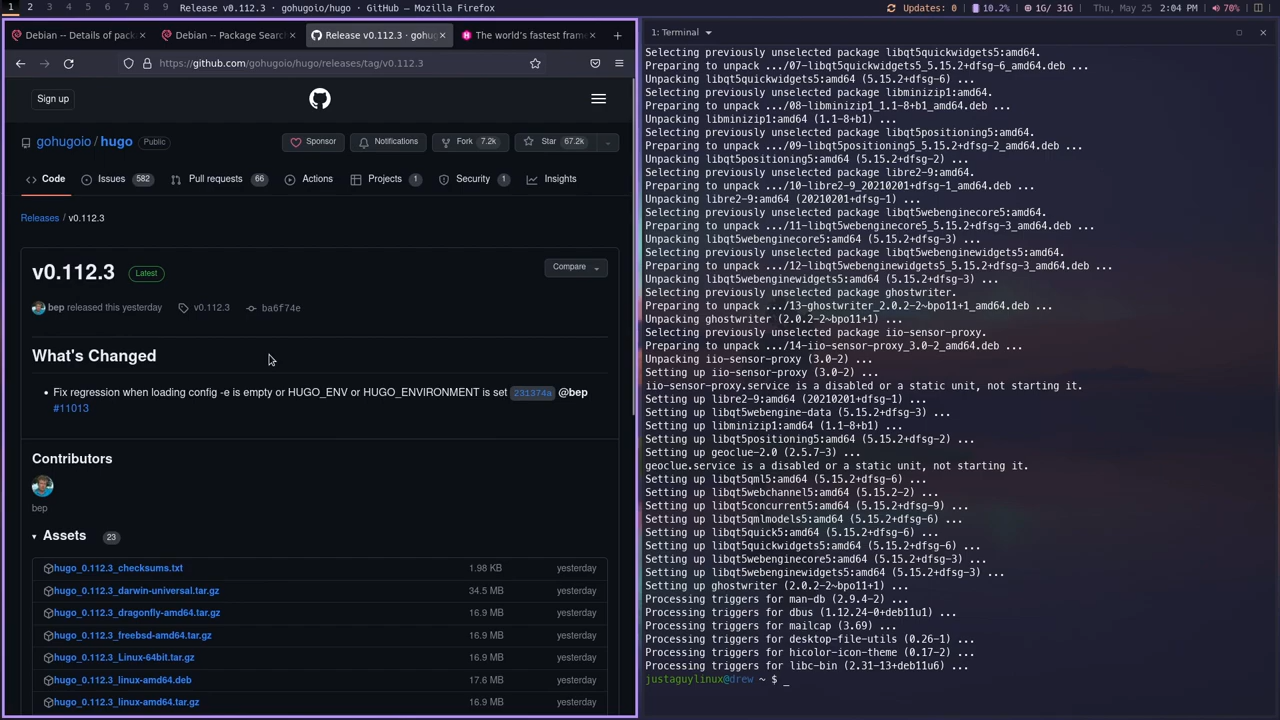 1 2 3 4 5 6 7 8 9 0 Release v0.112.3 · gohugoio/hugo · GitHub — Mozilla Firefox
Updates: 0 10.2% 1G/ 31G Thu, May 25 2:04 PM 70%
Debian -- Details of pack
Debian -- Package Search
Release v0.112.3 · gohug
The world's fastest frame
https://github.com/gohugoio/hugo/releases/tag/v0.112.3
Sign up
gohugoio / hugo Public
Sponsor Notifications Fork 7.2k Star 67.2k
Code Issues 582 Pull requests 66 Actions Projects 1 Security 1 Insights
Releases / v0.112.3
v0.112.3 Latest
Compare
bep released this yesterday v0.112.3 ba6f74e
What's Changed
Fix regression when loading config -e is empty or HUGO_ENV or HUGO_ENVIRONMENT is set 231374a @bep
#11013
Contributors
bep
Assets 23
hugo_0.112.3_checksums.txt 1.98 KB yesterday
hugo_0.112.3_darwin-universal.tar.gz 34.5 MB yesterday
hugo_0.112.3_dragonfly-amd64.tar.gz 16.9 MB yesterday
hugo_0.112.3_freebsd-amd64.tar.gz 16.9 MB yesterday
hugo_0.112.3_Linux-64bit.tar.gz 16.9 MB yesterday
hugo_0.112.3_linux-amd64.deb 17.6 MB yesterday
hugo_0.112.3_linux-amd64.tar.gz 16.9 MB yesterday
1: Terminal
Selecting previously unselected package libqt5quickwidgets5:amd64.
Preparing to unpack .../07-libqt5quickwidgets5_5.15.2+dfsg-6_amd64.deb ...
Unpacking libqt5quickwidgets5:amd64 (5.15.2+dfsg-6) ...
Selecting previously unselected package libminizip1:amd64.
Preparing to unpack .../08-libminizip1_1.1-8+b1_amd64.deb ...
Unpacking libminizip1:amd64 (1.1-8+b1) ...
Selecting previously unselected package libqt5positioning5:amd64.
Preparing to unpack .../09-libqt5positioning5_5.15.2+dfsg-2_amd64.deb ...
Unpacking libqt5positioning5:amd64 (5.15.2+dfsg-2) ...
Selecting previously unselected package libre2-9:amd64.
Preparing to unpack .../10-libre2-9_20210201+dfsg-1_amd64.deb ...
Unpacking libre2-9:amd64 (20210201+dfsg-1) ...
Selecting previously unselected package libqt5webenginecore5:amd64.
Preparing to unpack .../11-libqt5webenginecore5_5.15.2+dfsg-3_amd64.deb ...
Unpacking libqt5webenginecore5:amd64 (5.15.2+dfsg-3) ...
Selecting previously unselected package libqt5webenginewidgets5:amd64.
Preparing to unpack .../12-libqt5webenginewidgets5_5.15.2+dfsg-3_amd64.deb ...
Unpacking libqt5webenginewidgets5:amd64 (5.15.2+dfsg-3) ...
Selecting previously unselected package ghostwriter.
Preparing to unpack .../13-ghostwriter_2.0.2-2~bpo11+1_amd64.deb ...
Unpacking ghostwriter (2.0.2-2~bpo11+1) ...
Selecting previously unselected package iio-sensor-proxy.
Preparing to unpack .../14-iio-sensor-proxy_3.0-2_amd64.deb ...
Unpacking iio-sensor-proxy (3.0-2) ...
Setting up iio-sensor-proxy (3.0-2) ...
iio-sensor-proxy.service is a disabled or a static unit, not starting it.
Setting up libre2-9:amd64 (20210201+dfsg-1) ...
Setting up libqt5webengine-data (5.15.2+dfsg-3) ...
Setting up libminizip1:amd64 (1.1-8+b1) ...
Setting up libqt5positioning5:amd64 (5.15.2+dfsg-2) ...
Setting up geoclue-2.0 (2.5.7-3) ...
geoclue.service is a disabled or a static unit, not starting it.
Setting up libqt5qml5:amd64 (5.15.2+dfsg-6) ...
Setting up libqt5webchannel5:amd64 (5.15.2-2) ...
Setting up libqt5concurrent5:amd64 (5.15.2+dfsg-9) ...
Setting up libqt5qmlmodels5:amd64 (5.15.2+dfsg-6) ...
Setting up libqt5quick5:amd64 (5.15.2+dfsg-6) ...
Setting up libqt5quickwidgets5:amd64 (5.15.2+dfsg-6) ...
Setting up libqt5webenginecore5:amd64 (5.15.2+dfsg-3) ...
Setting up libqt5webenginewidgets5:amd64 (5.15.2+dfsg-3) ...
Setting up ghostwriter (2.0.2-2~bpo11+1) ...
Processing triggers for man-db (2.9.4-2) ...
Processing triggers for dbus (1.12.24-0+deb11u1) ...
Processing triggers for mailcap (3.69) ...
Processing triggers for desktop-file-utils (0.26-1) ...
Processing triggers for hicolor-icon-theme (0.17-2) ...
Processing triggers for libc-bin (2.31-13+deb11u6) ...
justaguylinux@drew ~ $ _